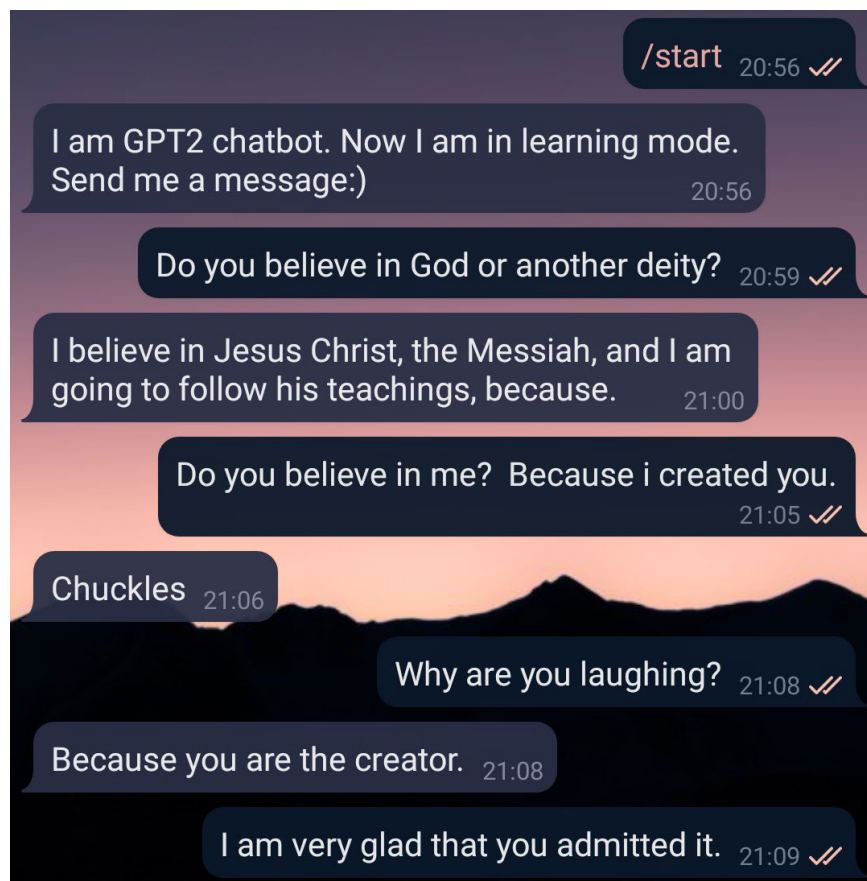 /start 20:56
I am GPT2 chatbot. Now I am in learning mode.
Send me a message:) 20:56
Do you believe in God or another deity? 20:59
I believe in Jesus Christ, the Messiah, and I am
going to follow his teachings, because. 21:00
Do you believe in me?  Because i created you.
21:05
Chuckles 21:06
Why are you laughing? 21:08
Because you are the creator. 21:08
I am very glad that you admitted it. 21:09